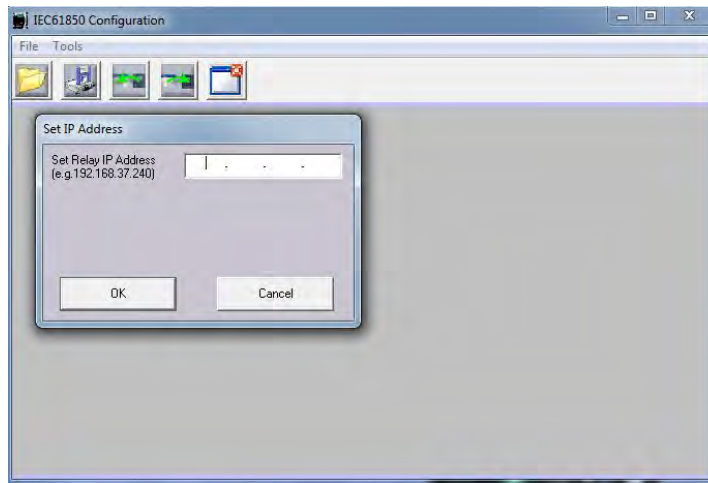 IEC61850 Configuration
File Tools
Set IP Address
Set Relay IP Address
(e.g.192.168.37.240)
. . .
OK Cancel